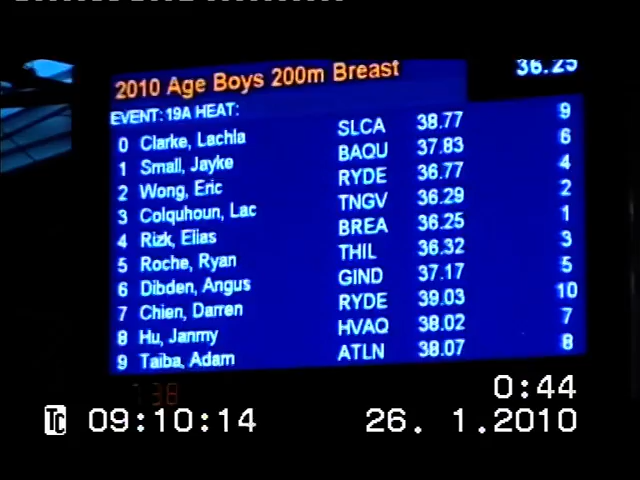 2010 Age Boys 200m Breast 36.25
EVENT: 19A HEAT:
0 Clarke, Lachla SLCA 38.77 9
1 Small, Jayke BAQU 37.83 6
2 Wong, Eric RYDE 36.77 4
3 Colquhoun, Lac TNGV 36.29 2
4 Rizk, Elias BREA 36.25 1
5 Roche, Ryan THIL 36.32 3
6 Dibden, Angus GIND 37.17 5
7 Chien, Darren RYDE 39.03 10
8 Hu, Janmy HVAQ 38.02 7
9 Taiba, Adam ATLN 38.07 8
0:44
TC 09:10:14 26. 1.2010